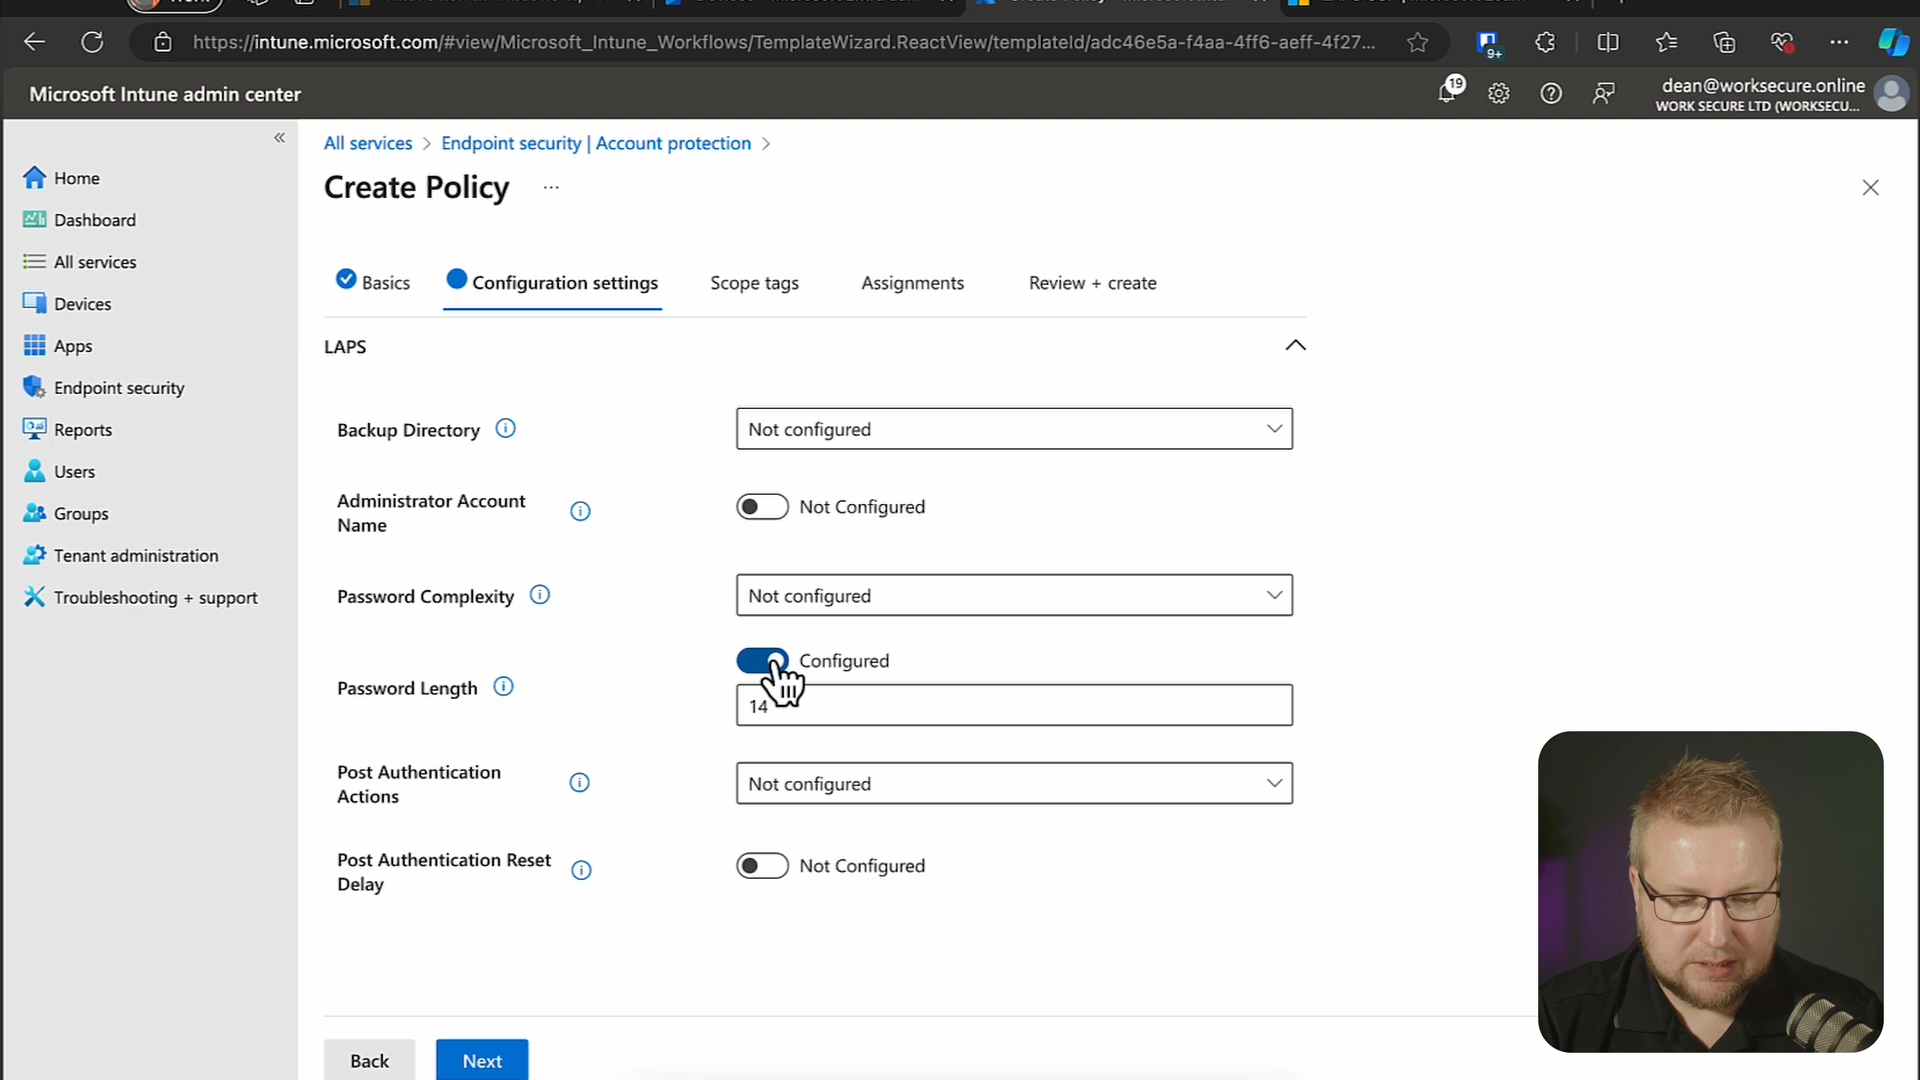 https://intune.microsoft.com/#view/Microsoft_Intune_Workflows/TemplateWizard.ReactView/templateId/adc46e5a-f4aa-4ff6-aeff-4f27...
9+
Microsoft Intune admin center
19
dean@worksecure.online
WORK SECURE LTD (WORKSECU...
All services > Endpoint security | Account protection >
Create Policy ...
Home
Dashboard
All services
Devices
Apps
Endpoint security
Reports
Users
Groups
Tenant administration
Troubleshooting + support
Basics
Configuration settings
Scope tags
Assignments
Review + create
LAPS
Backup Directory
Not configured
Administrator Account
Name
Not Configured
Password Complexity
Not configured
Configured
Password Length
14
Post Authentication
Actions
Not configured
Post Authentication Reset
Delay
Not Configured
Back
Next